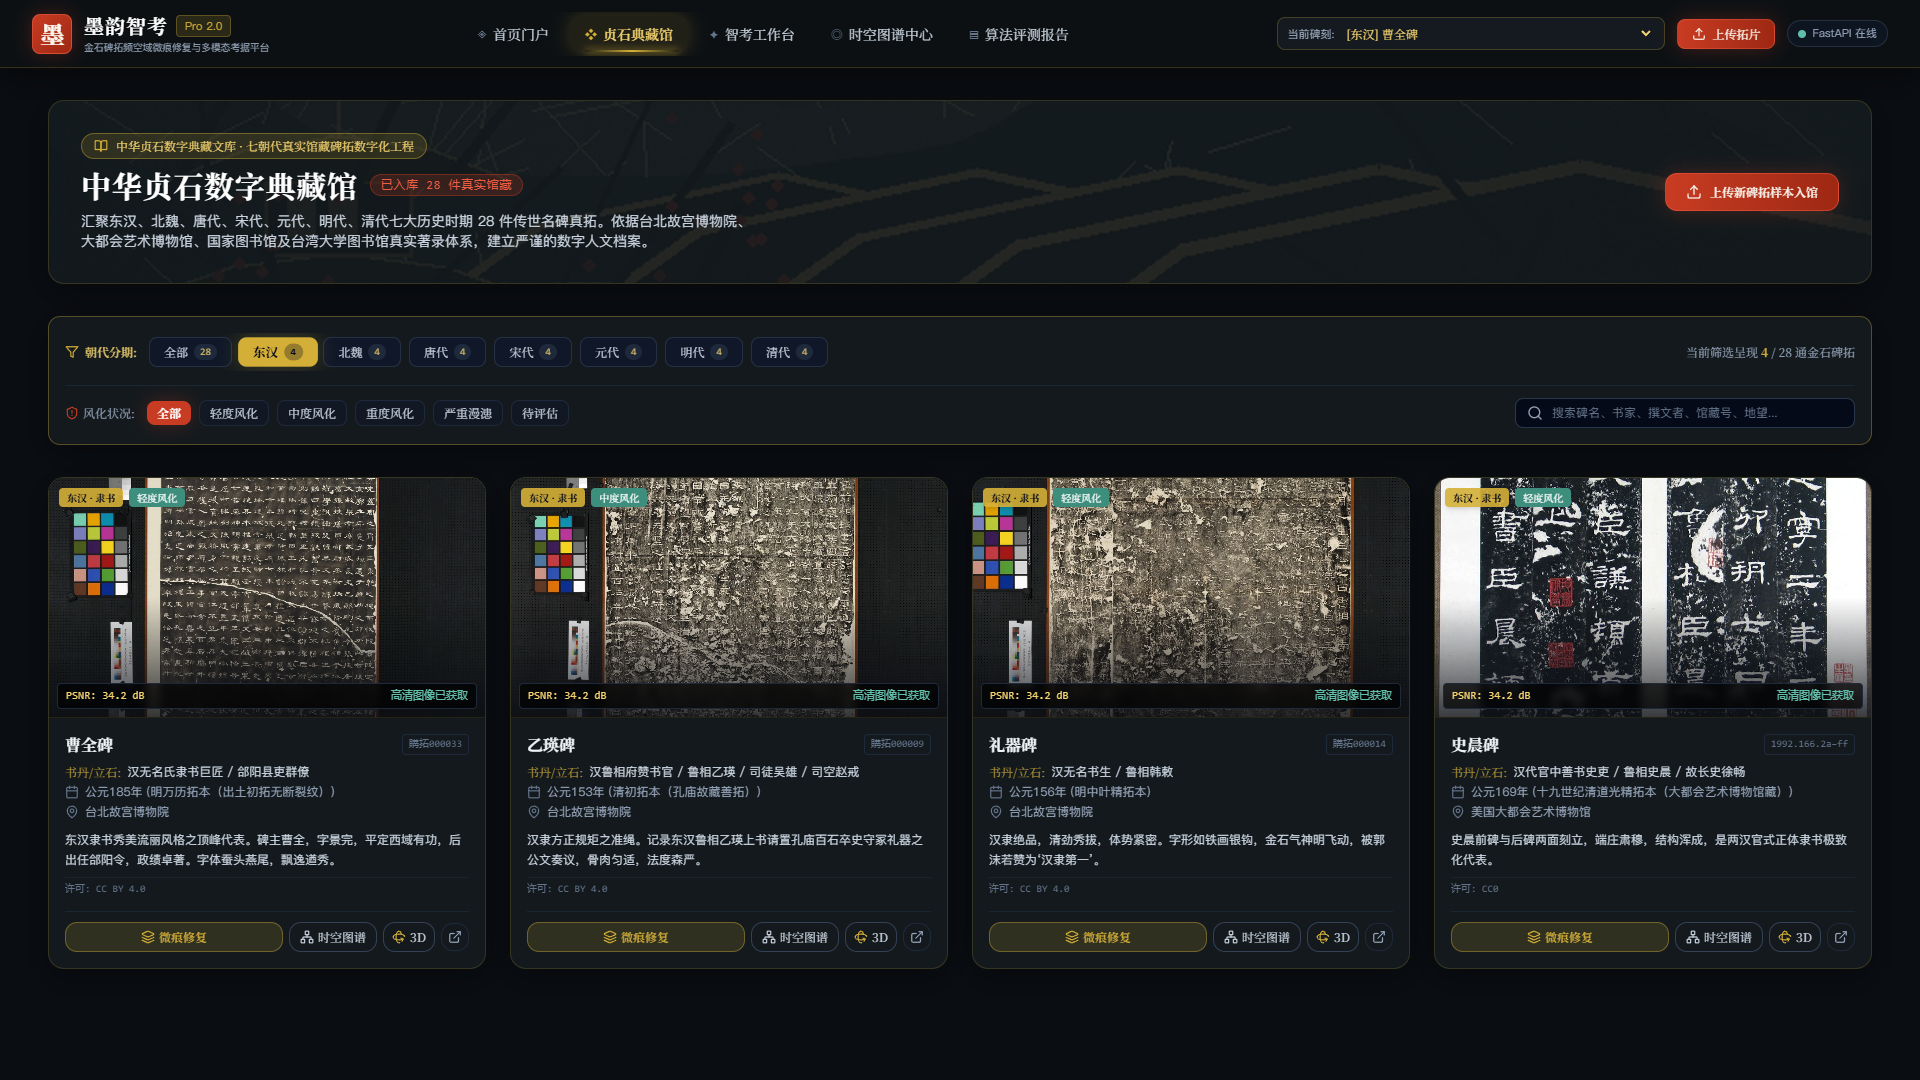 墨
墨韵智考
Pro 2.0
金石碑拓频空域微痕修复与多模态考据平台
首页门户
贞石典藏馆
智考工作台
时空图谱中心
算法评测报告
当前碑刻: [东汉] 曹全碑
上传拓片
FastAPI 在线
中华贞石数字典藏文库 · 七朝代真实馆藏碑拓数字化工程
中华贞石数字典藏馆
已入库 28 件真实馆藏
汇聚东汉、北魏、唐代、宋代、元代、明代、清代七大历史时期 28 件传世名碑真拓。依据台北故宫博物院、
大都会艺术博物馆、国家图书馆及台湾大学图书馆真实著录体系，建立严谨的数字人文档案。
上传新碑拓样本入馆
朝代分期: 全部 28 东汉 4 北魏 4 唐代 4 宋代 4 元代 4 明代 4 清代 4
当前筛选呈现 4 / 28 通金石碑拓
风化状况: 全部 轻度风化 中度风化 重度风化 严重漫漶 待评估
搜索碑名、书家、撰文者、馆藏号、地望...
东汉 · 隶书 轻度风化
PSNR: 34.2 dB 高清图像已获取
曹全碑 購拓000033
书丹/立石: 汉无名氏隶书巨匠 / 郃阳县吏群僚
公元185年 (明万历拓本（出土初拓无断裂纹）)
台北故宫博物院
东汉隶书秀美流丽风格之顶峰代表。碑主曹全，字景完，平定西域有功，后
出任郃阳令，政绩卓著。字体蚕头燕尾，飘逸遒秀。
许可: CC BY 4.0
微痕修复 时空图谱 3D
东汉 · 隶书 中度风化
PSNR: 34.2 dB 高清图像已获取
乙瑛碑 購拓000009
书丹/立石: 汉鲁相府赞书官 / 鲁相乙瑛 / 司徒吴雄 / 司空赵戒
公元153年 (清初拓本（孔庙故藏善拓）)
台北故宫博物院
汉隶方正规矩之准绳。记录东汉鲁相乙瑛上书请置孔庙百石卒史守冢礼器之
公文奏议，骨肉匀适，法度森严。
许可: CC BY 4.0
微痕修复 时空图谱 3D
东汉 · 隶书 轻度风化
PSNR: 34.2 dB 高清图像已获取
礼器碑 購拓000014
书丹/立石: 汉无名书生 / 鲁相韩敕
公元156年 (明中叶精拓本)
台北故宫博物院
汉隶绝品，清劲秀拔，体势紧密。字形如铁画银钩，金石气神明飞动，被郭
沫若赞为‘汉隶第一’。
许可: CC BY 4.0
微痕修复 时空图谱 3D
东汉 · 隶书 轻度风化
PSNR: 34.2 dB 高清图像已获取
史晨碑 1992.166.2a-ff
书丹/立石: 汉代官中善书史吏 / 鲁相史晨 / 故长史徐畅
公元169年 (十九世纪清道光精拓本（大都会艺术博物馆藏）)
美国大都会艺术博物馆
史晨前碑与后碑两面刻立，端庄肃穆，结构浑成，是两汉官式正体隶书极致
化代表。
许可: CC0
微痕修复 时空图谱 3D